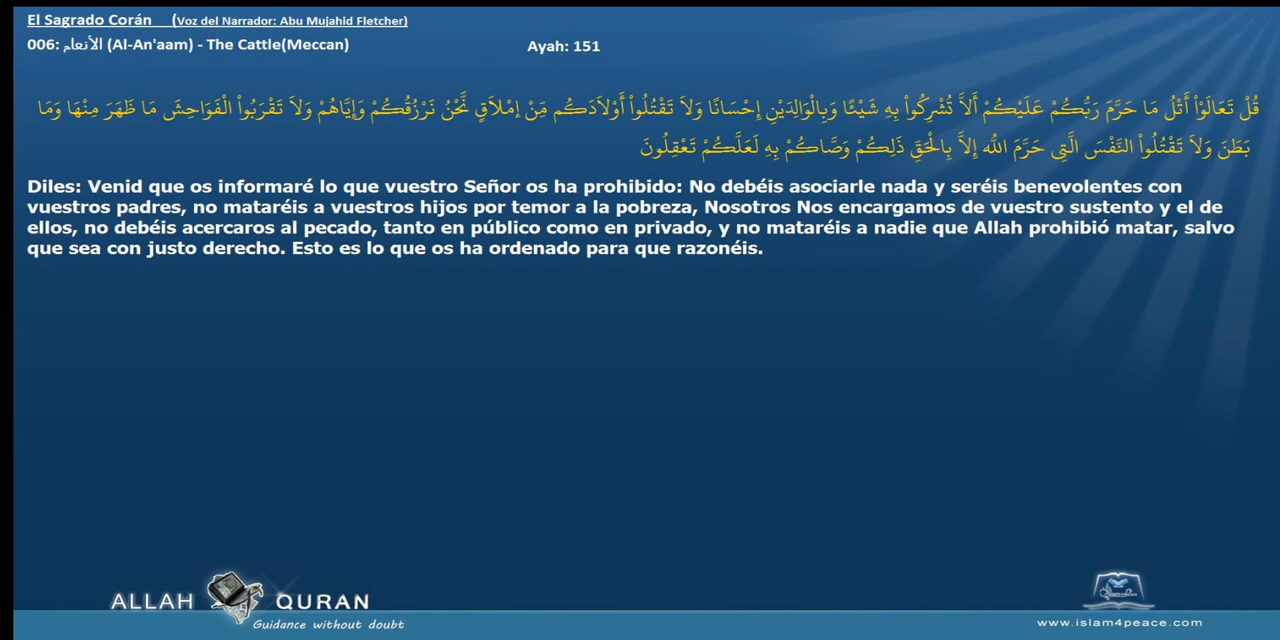 El Sagrado Corán (Voz del Narrador: Abu Mujahid Fletcher)
006: الأنعام (Al-An'aam) - The Cattle(Meccan)
Ayah: 151
قُلْ تَعَالَوْاْ أَتْلُ مَا حَرَّمَ رَبُّكُمْ عَلَيْكُمْ أَلاَّ تُشْرِكُواْ بِهِ شَيْئًا وَبِالْوَالِدَيْنِ إِحْسَانًا وَلاَ تَقْتُلُواْ أَوْلاَدَكُم مِّنْ إمْلاَقٍ نَّحْنُ نَرْزُقُكُمْ وَإِيَّاهُمْ وَلاَ تَقْرَبُواْ الْفَوَاحِشَ مَا ظَهَرَ مِنْهَا وَمَا
بَطَنَ وَلاَ تَقْتُلُواْ النَّفْسَ الَّتِي حَرَّمَ اللّه إِلاَّ بِالْحَقِّ ذَلِكُمْ وَصَّاكُمْ بِهِ لَعَلَّكُمْ تَعْقِلُونَ
Diles: Venid que os informaré lo que vuestro Señor os ha prohibido: No debéis asociarle nada y seréis benevolentes con
vuestros padres, no mataréis a vuestros hijos por temor a la pobreza, Nosotros Nos encargamos de vuestro sustento y el de
ellos, no debéis acercaros al pecado, tanto en público como en privado, y no mataréis a nadie que Allah prohibió matar, salvo
que sea con justo derecho. Esto es lo que os ha ordenado para que razonéis.
ALLAH QURAN
Guidance without doubt
www.islam4peace.com